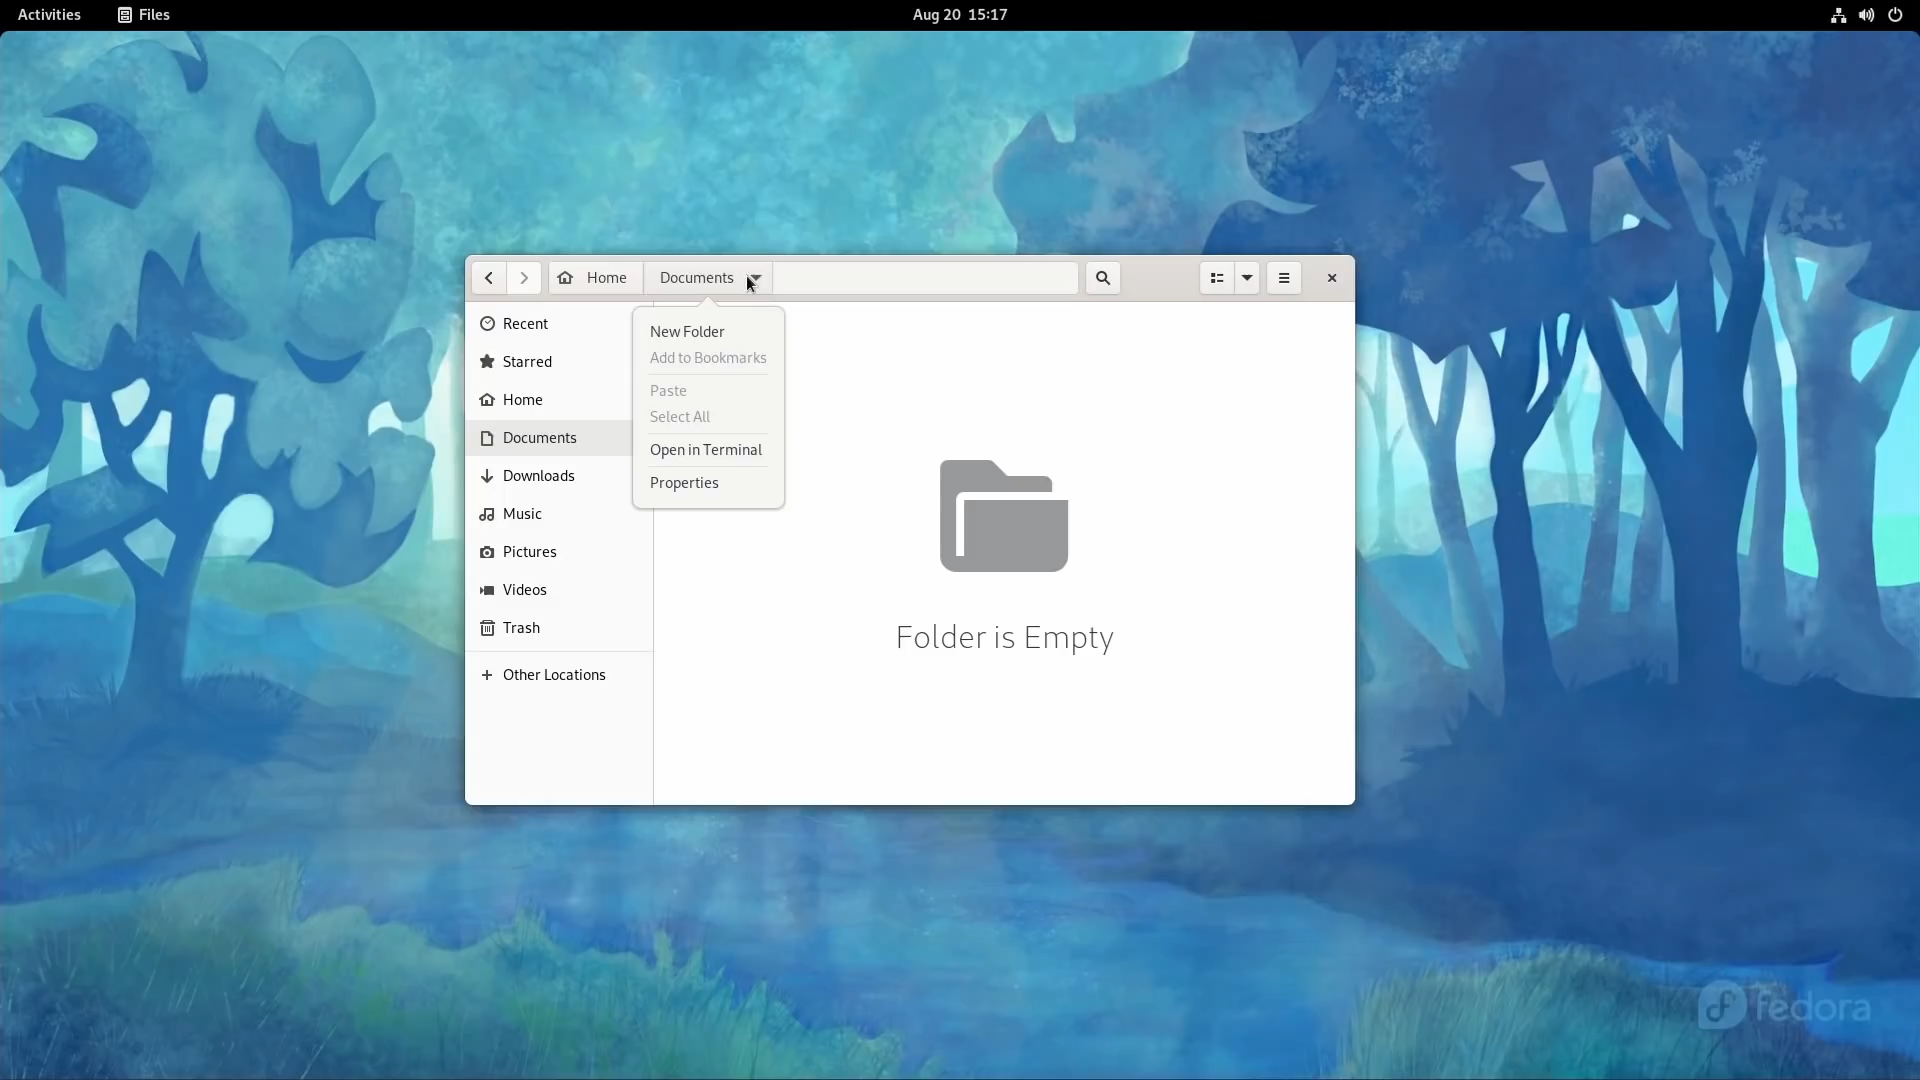 Activities Files Aug 20 15:17
Home Documents
Recent
Starred
Home
Documents
Downloads
Music
Pictures
Videos
Trash
Other Locations
New Folder
Add to Bookmarks
Paste
Select All
Open in Terminal
Properties
Folder is Empty
fedora